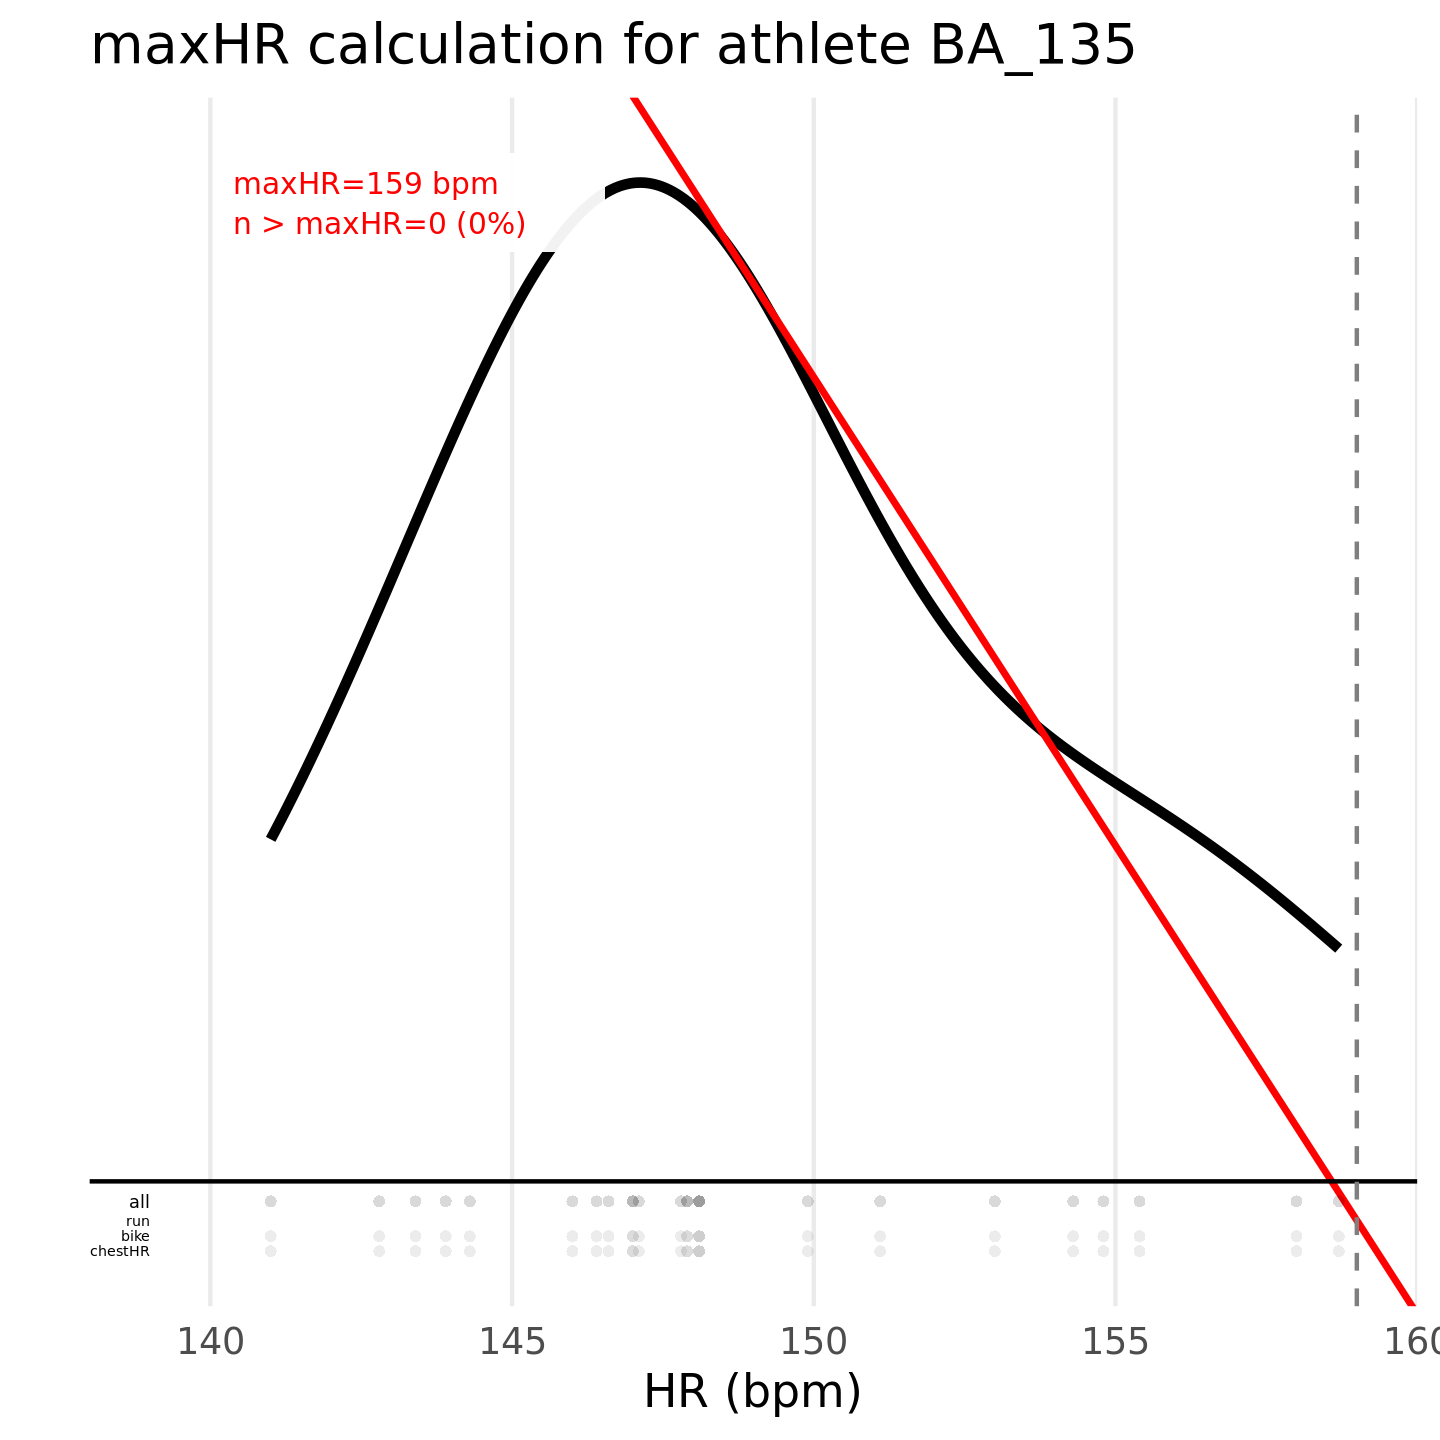 maxHR calculation for athlete BA_135
maxHR=159 bpm
n > maxHR=0 (0%)
all
run
bike
chestHR
140 145 150 155 160
HR (bpm)